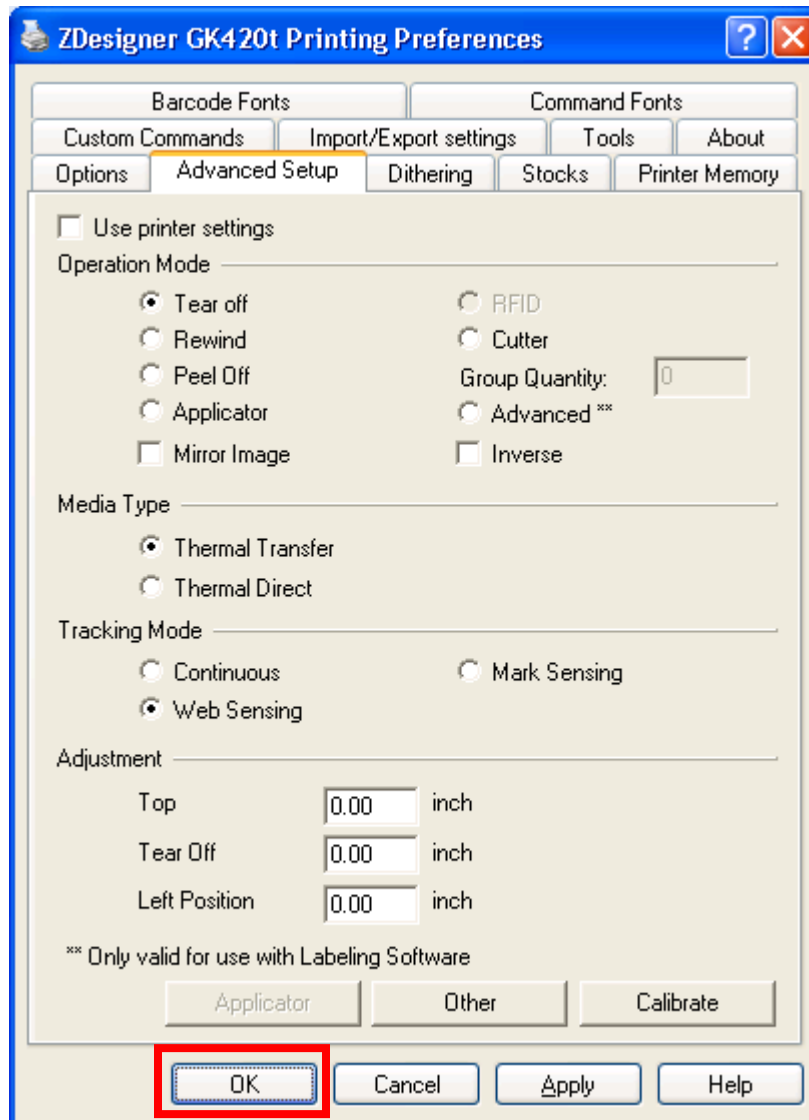 ZDesigner GK420t Printing Preferences
Barcode Fonts Command Fonts
Custom Commands Import/Export settings Tools About
Options Advanced Setup Dithering Stocks Printer Memory
Use printer settings
Operation Mode
Tear off RFID
Rewind Cutter
Peel Off Group Quantity: 0
Applicator Advanced **
Mirror Image Inverse
Media Type
Thermal Transfer
Thermal Direct
Tracking Mode
Continuous Mark Sensing
Web Sensing
Adjustment
Top 0.00 inch
Tear Off 0.00 inch
Left Position 0.00 inch
** Only valid for use with Labeling Software
Applicator Other Calibrate
OK Cancel Apply Help